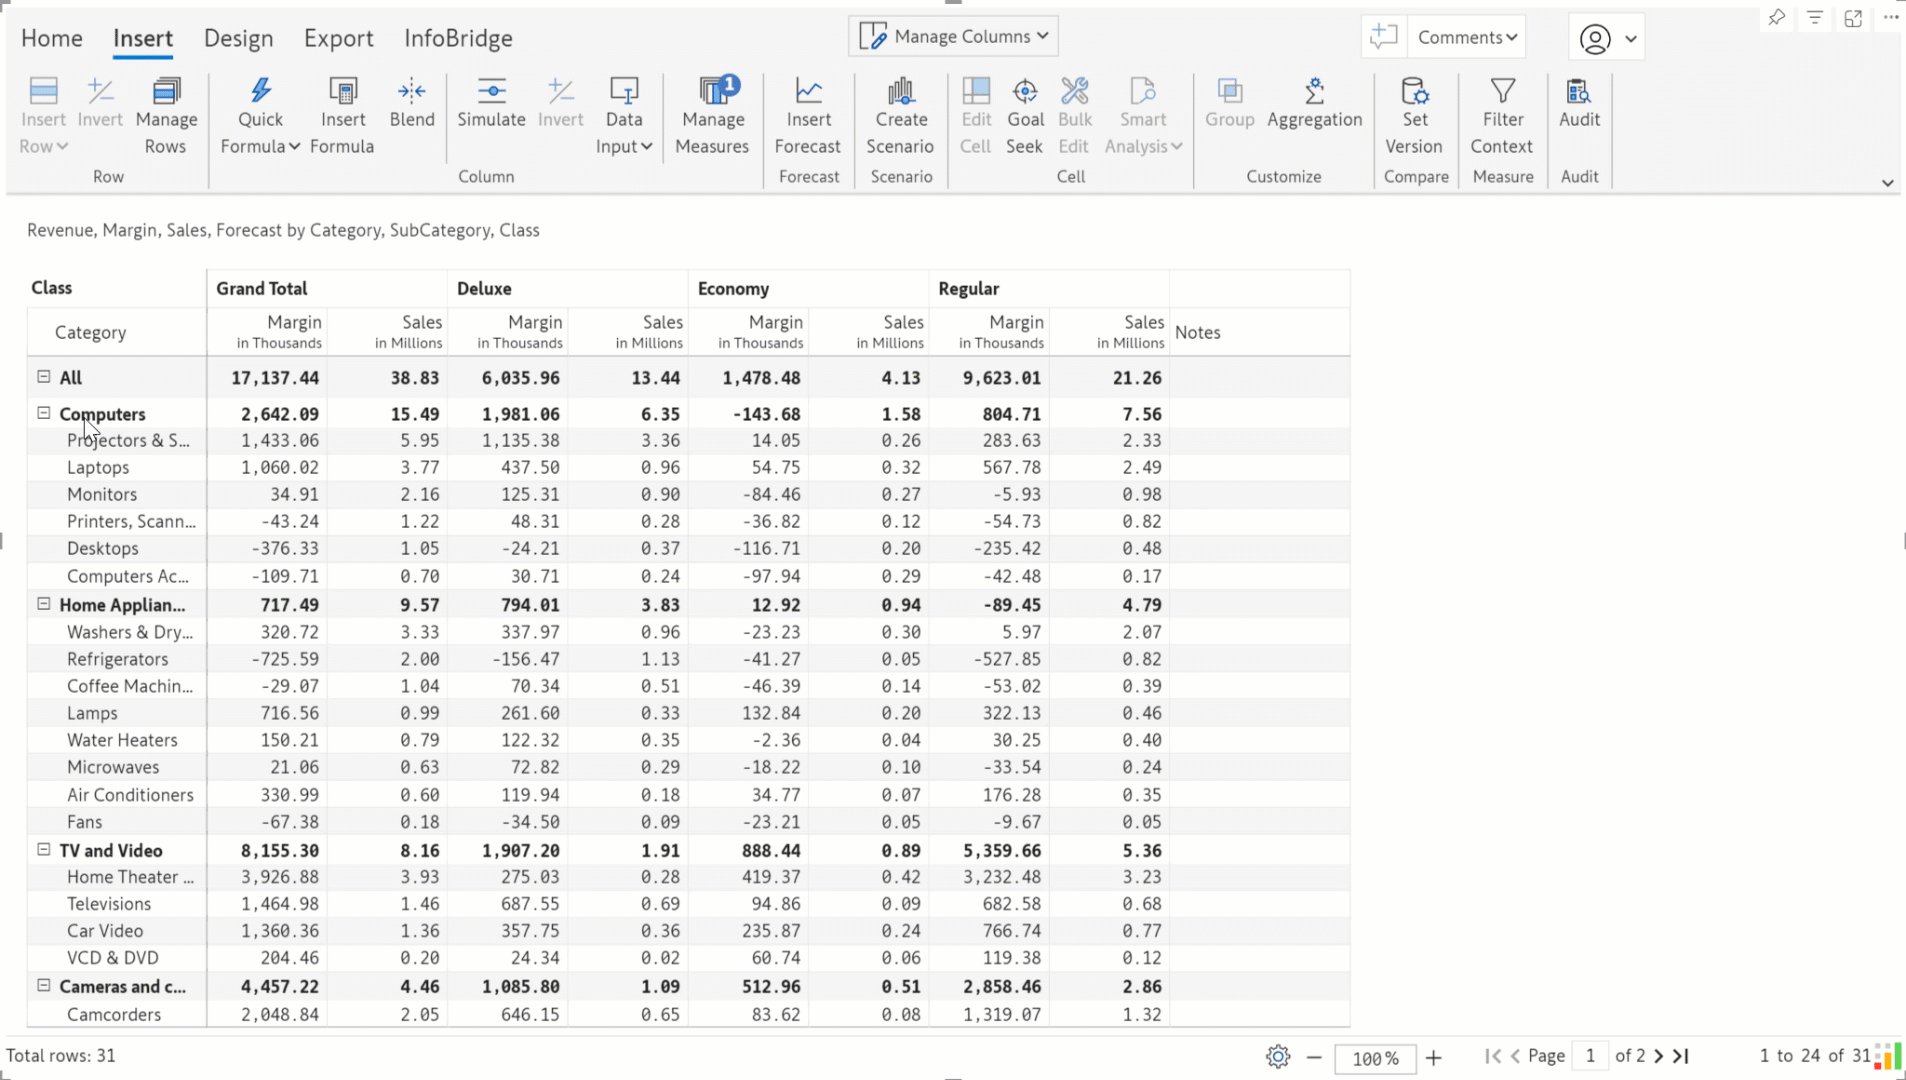 Home Insert Design Export InfoBridge Manage Columns Comments
Insert Row Invert Manage Rows Quick Formula Insert Formula Blend Simulate Invert Data Input Manage Measures 1 Insert Forecast Create Scenario Edit Cell Goal Seek Bulk Edit Smart Analysis Group Aggregation Set Version Filter Context Audit
Row Column Forecast Scenario Cell Customize Compare Measure Audit
Revenue, Margin, Sales, Forecast by Category, SubCategory, Class
Class Grand Total Deluxe Economy Regular
Category Margin Sales Margin Sales Margin Sales Margin Sales Notes
in Thousands in Millions in Thousands in Millions in Thousands in Millions in Thousands in Millions
All 17,137.44 38.83 6,035.96 13.44 1,478.48 4.13 9,623.01 21.26
Computers 2,642.09 15.49 1,981.06 6.35 -143.68 1.58 804.71 7.56
Projectors & S... 1,433.06 5.95 1,135.38 3.36 14.05 0.26 283.63 2.33
Laptops 1,060.02 3.77 437.50 0.96 54.75 0.32 567.78 2.49
Monitors 34.91 2.16 125.31 0.90 -84.46 0.27 -5.93 0.98
Printers, Scann... -43.24 1.22 48.31 0.28 -36.82 0.12 -54.73 0.82
Desktops -376.33 1.05 -24.21 0.37 -116.71 0.20 -235.42 0.48
Computers Ac... -109.71 0.70 30.71 0.24 -97.94 0.29 -42.48 0.17
Home Applian... 717.49 9.57 794.01 3.83 12.92 0.94 -89.45 4.79
Washers & Dry... 320.72 3.33 337.97 0.96 -23.23 0.30 5.97 2.07
Refrigerators -725.59 2.00 -156.47 1.13 -41.27 0.05 -527.85 0.82
Coffee Machin... -29.07 1.04 70.34 0.51 -46.39 0.14 -53.02 0.39
Lamps 716.56 0.99 261.60 0.33 132.84 0.20 322.13 0.46
Water Heaters 150.21 0.79 122.32 0.35 -2.36 0.04 30.25 0.40
Microwaves 21.06 0.63 72.82 0.29 -18.22 0.10 -33.54 0.24
Air Conditioners 330.99 0.60 119.94 0.18 34.77 0.07 176.28 0.35
Fans -67.38 0.18 -34.50 0.09 -23.21 0.05 -9.67 0.05
TV and Video 8,155.30 8.16 1,907.20 1.91 888.44 0.89 5,359.66 5.36
Home Theater ... 3,926.88 3.93 275.03 0.28 419.37 0.42 3,232.48 3.23
Televisions 1,464.98 1.46 687.55 0.69 94.86 0.09 682.58 0.68
Car Video 1,360.36 1.36 357.75 0.36 235.87 0.24 766.74 0.77
VCD & DVD 204.46 0.20 24.34 0.02 60.74 0.06 119.38 0.12
Cameras and c... 4,457.22 4.46 1,085.80 1.09 512.96 0.51 2,858.46 2.86
Camcorders 2,048.84 2.05 646.15 0.65 83.62 0.08 1,319.07 1.32
Total rows: 31 100% Page 1 of 2 1 to 24 of 31